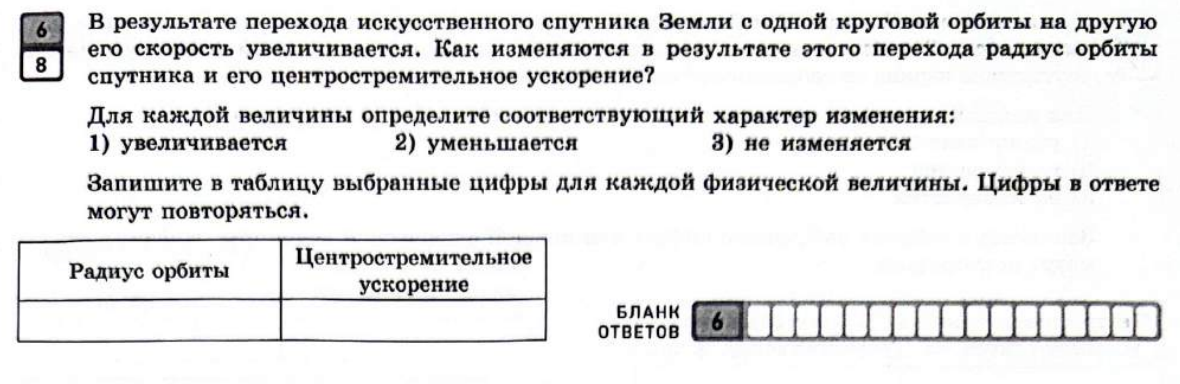 6
8
В результате перехода искусственного спутника Земли с одной круговой орбиты на другую
его скорость увеличивается. Как изменяются в результате этого перехода радиус орбиты
спутника и его центростремительное ускорение?
Для каждой величины определите соответствующий характер изменения:
1) увеличивается 2) уменьшается 3) не изменяется
Запишите в таблицу выбранные цифры для каждой физической величины. Цифры в ответе
могут повторяться.
Радиус орбиты
Центростремительное
ускорение
БЛАНК
ОТВЕТОВ
6